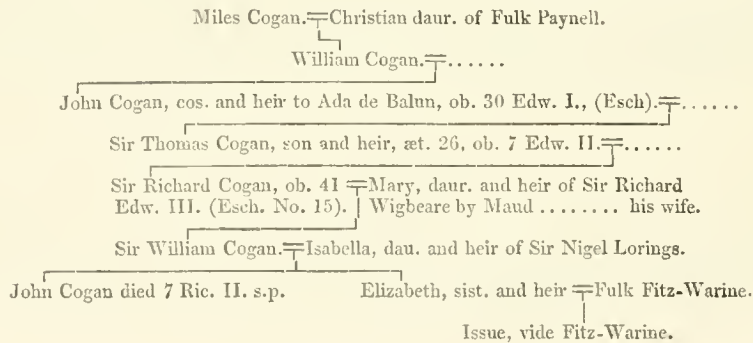 Miles Cogan.=Christian daur. of Fulk Paynell.
William Cogan.=......
John Cogan, cos. and heir to Ada de Balun, ob. 30 Edw. I., (Esch).=......
Sir Thomas Cogan, son and heir, æt. 26, ob. 7 Edw. II.=......
Sir Richard Cogan, ob. 41 =Mary, daur. and heir of Sir Richard
Edw. III. (Esch. No. 15). Wigbeare by Maud ........ his wife.
Sir William Cogan.=Isabella, dau. and heir of Sir Nigel Lorings.
John Cogan died 7 Ric. II. s.p. Elizabeth, sist. and heir =Fulk Fitz-Warine.
Issue, vide Fitz-Warine.